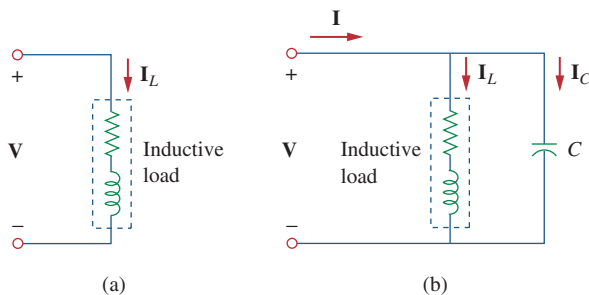 I
+
I_L
V
Inductive
load
−
(a)
+
I_L
I_C
V
Inductive
load
C
−
(b)